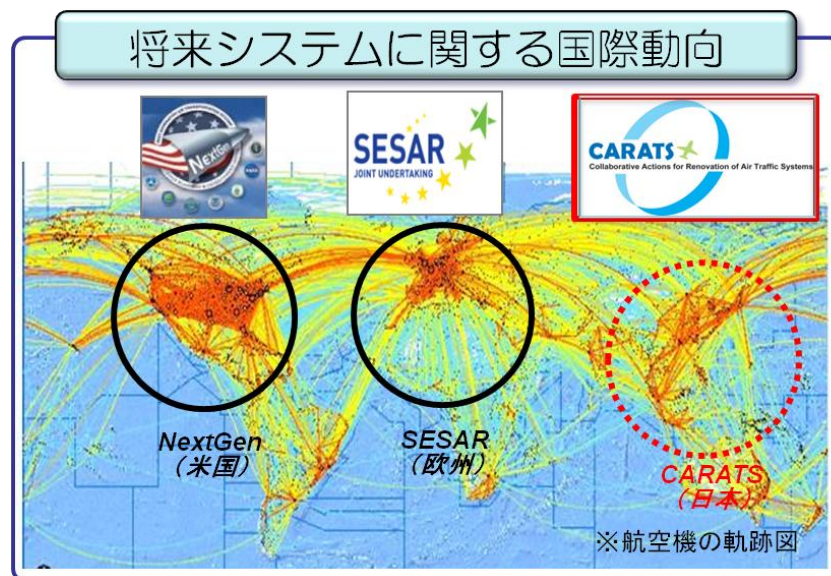 将来システムに関する国際動向
NextGen
SESAR
JOINT UNDERTAKING
CARATS
Collaborative Actions for Renovation of Air Traffic Systems
NextGen
（米国）
SESAR
（欧州）
CARATS
（日本）
※航空機の軌跡図